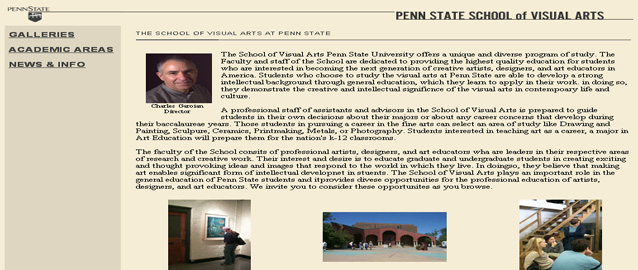 PENNSTATE
PENN STATE SCHOOL of VISUAL ARTS
GALLERIES
ACADEMIC AREAS
NEWS & INFO
THE SCHOOL OF VISUAL ARTS AT PENN STATE
The School of Visual Arts Penn State University offers a unique and diverse program of study. The
Faculty and staff of the School are dedicated to providing the highest quality education for students
who are interested in becoming the next generation of creative artists, designers, and art educators in
America. Students who choose to study the visual arts at Penn State are able to develop a strong
intellectual background through general education, which they learn to apply in their work. in doing so,
they demonstrate the creative and intellectual significnce of the visual arts in contempoary life and
culture.
Charles Garoian
Director
A professional staff of assistants and advisors in the School of Visual Arts is prepared to guide
students in their own decisions about their majors or about any career concerns that develop during
their baccalaureae years. Those students in pursuing a career in the fine arts can select an area of study like Drawing and
Painting, Sculpure, Ceramics, Printmaking, Metals, or Photography. Students interested in teaching art as a career, a major in
Art Education will prepare them for the nation's k-12 classrooms.
The faculty of the School consits of professional artists, designers, and art educators who are leaders in their respective areas
of research and creative work. Their interest and desire is to educate graduate and undergraduate students in creating exciting
and thought provoking ideas and images that respond to the world in which they live. In doingso, they believe that making
art enables significant form of intellectual developmet in stuents. The School of Visual Arts plays an important role in the
general education of Penn State students and itprovides divese opportunities for the professional education of artists,
designers, and art educators. We invite you to consider these opportunites as you browse.